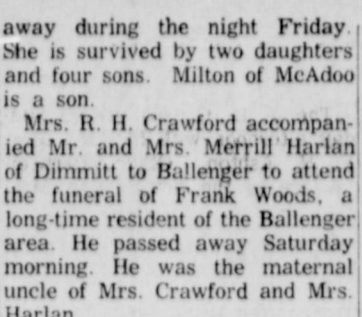 away during the night Friday.
She is survived by two daughters
and four sons. Milton of McAdoo
is a son.
Mrs. R. H. Crawford accompan-
ied Mr. and Mrs. Merrill Harlan
of Dimmitt to Ballenger to attend
the funeral of Frank Woods, a
long-time resident of the Ballenger
area. He passed away Saturday
morning. He was the maternal
uncle of Mrs. Crawford and Mrs.
Harlan